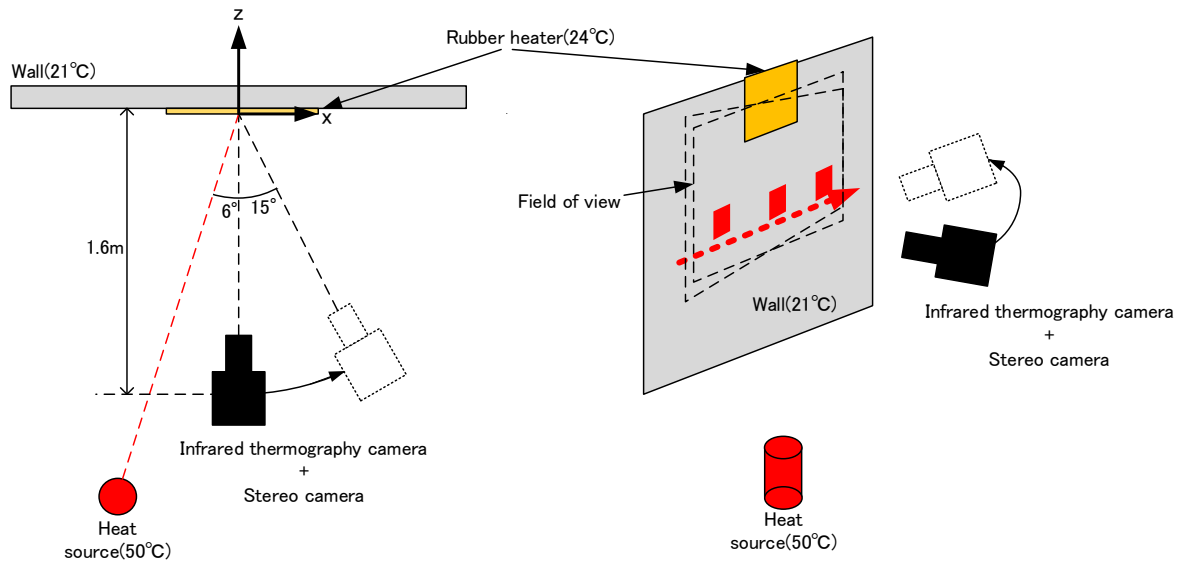 z
Rubber heater(24℃)
Wall(21℃)
x
6°
15°
1.6m
Infrared thermography camera
+
Stereo camera
Heat
source(50℃)
Field of view
Wall(21℃)
Infrared thermography camera
+
Stereo camera
Heat
source(50℃)